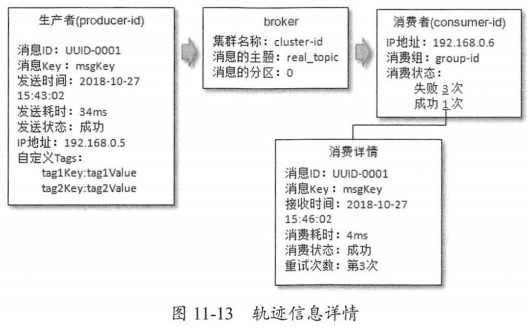 生产者(producer-id)
消息ID：UUID-0001
消息Key：msgKey
发送时间：2018-10-27
15:43:02
发送耗时：34ms
发送状态：成功
IP地址：192.168.0.5
自定义Tags：
tag1Key:tag1Value
tag2Key:tag2Value
broker
集群名称：cluster-id
消息的主题：real_topic
消息的分区：0
消费者(consumer-id)
IP地址：192.168.0.6
消费组：group-id
消费状态：
失败 3次
成功 1次
消费详情
消息ID：UUID-0001
消息Key：msgKey
接收时间：2018-10-27
15:46:02
消费耗时：4ms
消费状态：成功
重试次数：第3次
图 11-13 轨迹信息详情